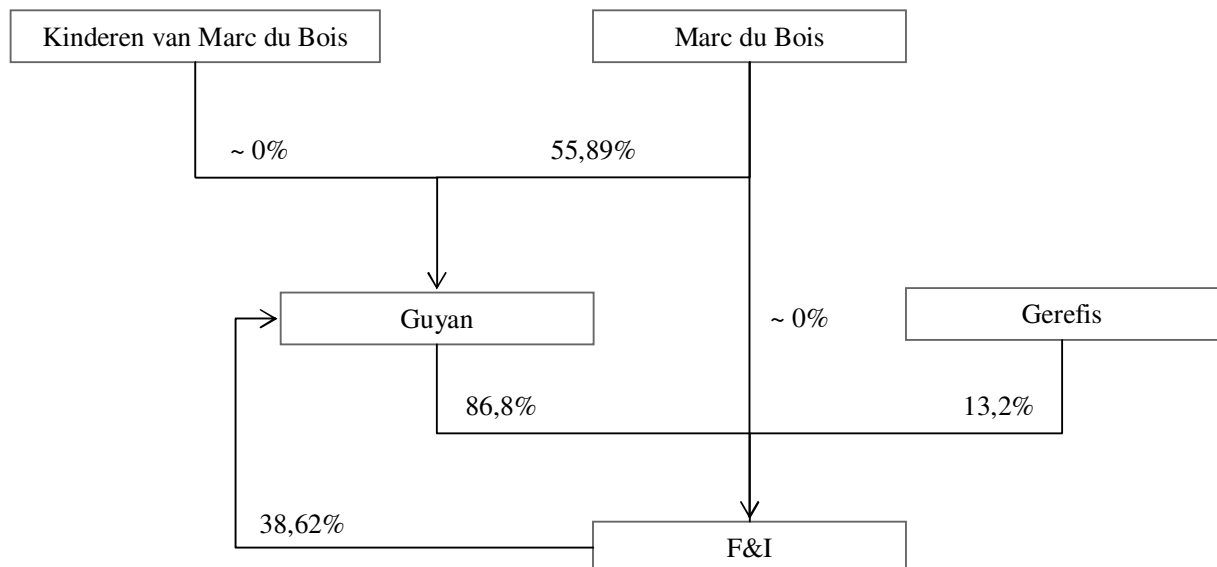 Kinderen van Marc du Bois
Marc du Bois
~ 0%
55,89%
Guyan
~ 0%
Gerefis
86,8%
13,2%
38,62%
F&I